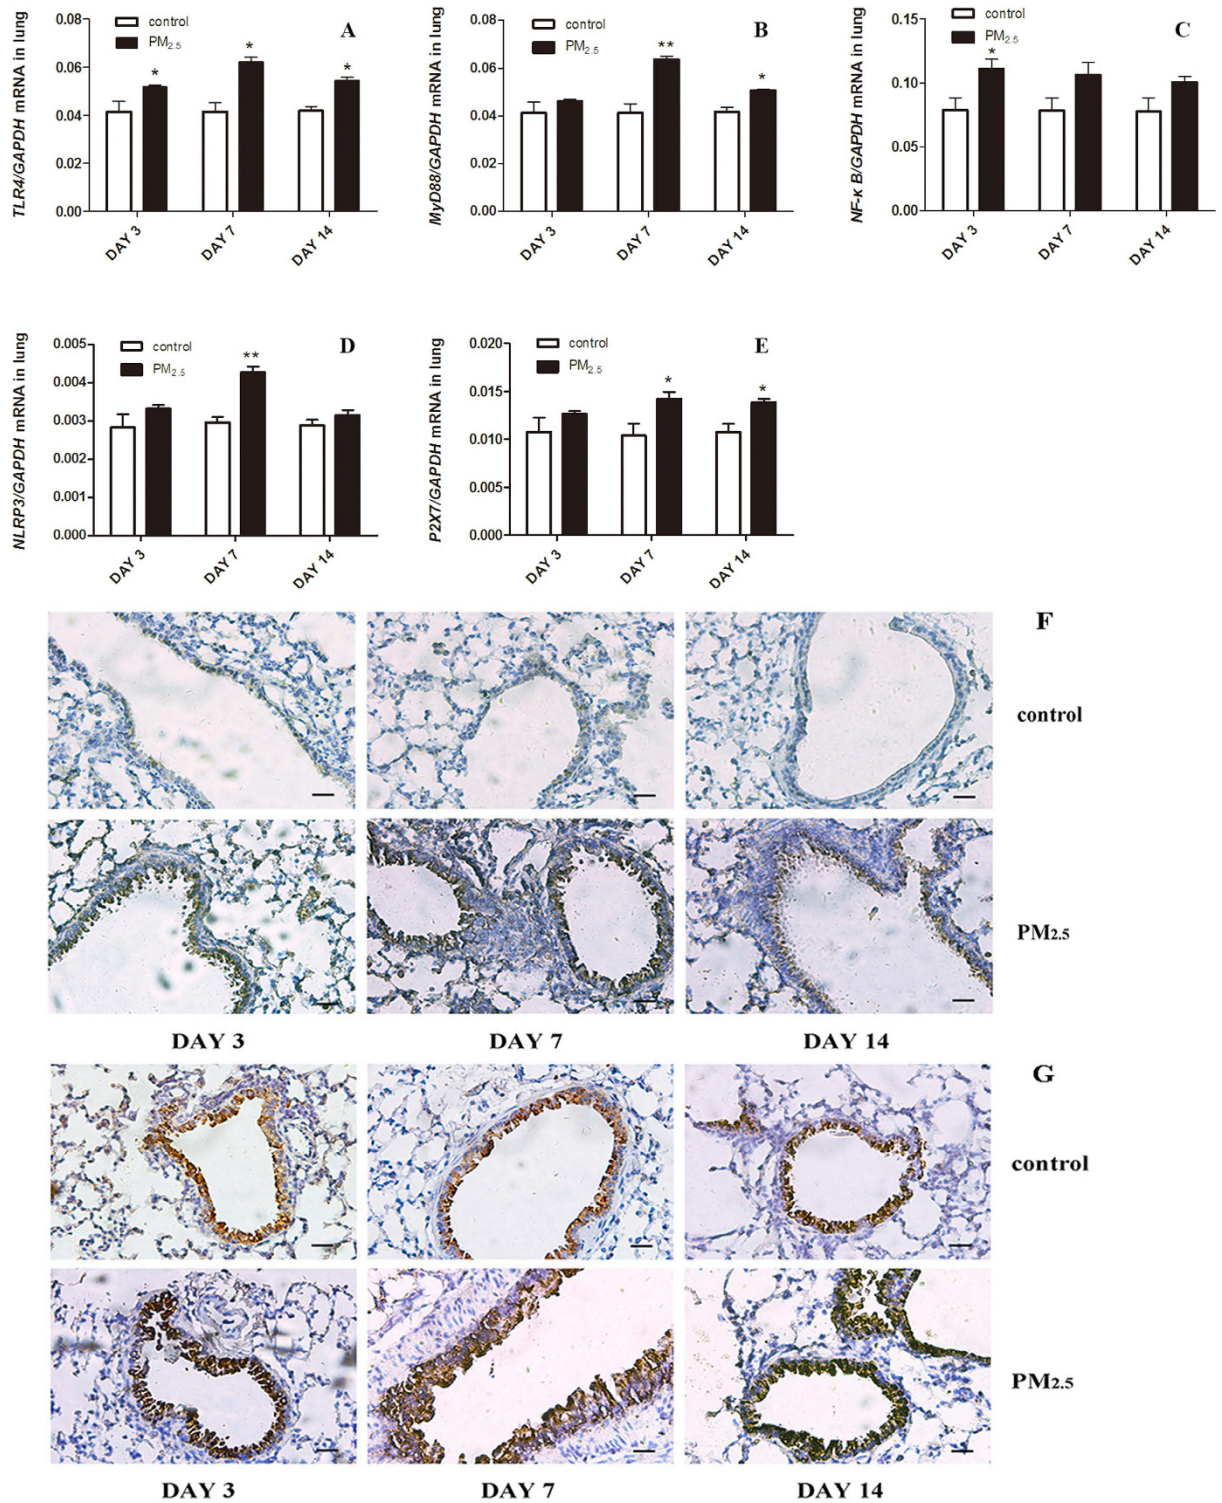 A
control
PM2.5
TLR4/GAPDH mRNA in lung
0.08
0.06
0.04
0.02
0.00
*
*
*
DAY 3
DAY 7
DAY 14
B
control
PM2.5
MyD88/GAPDH mRNA in lung
0.08
0.06
0.04
0.02
0.00
**
*
DAY 3
DAY 7
DAY 14
C
control
PM2.5
NF-κ B/GAPDH mRNA in lung
0.15
0.10
0.05
0.00
*
DAY 3
DAY 7
DAY 14
D
control
PM2.5
NLRP3/GAPDH mRNA in lung
0.005
0.004
0.003
0.002
0.001
0.000
**
DAY 3
DAY 7
DAY 14
E
control
PM2.5
P2X7/GAPDH mRNA in lung
0.020
0.015
0.010
0.005
0.000
*
*
DAY 3
DAY 7
DAY 14
F
control
PM2.5
DAY 3
DAY 7
DAY 14
G
control
PM2.5
DAY 3
DAY 7
DAY 14